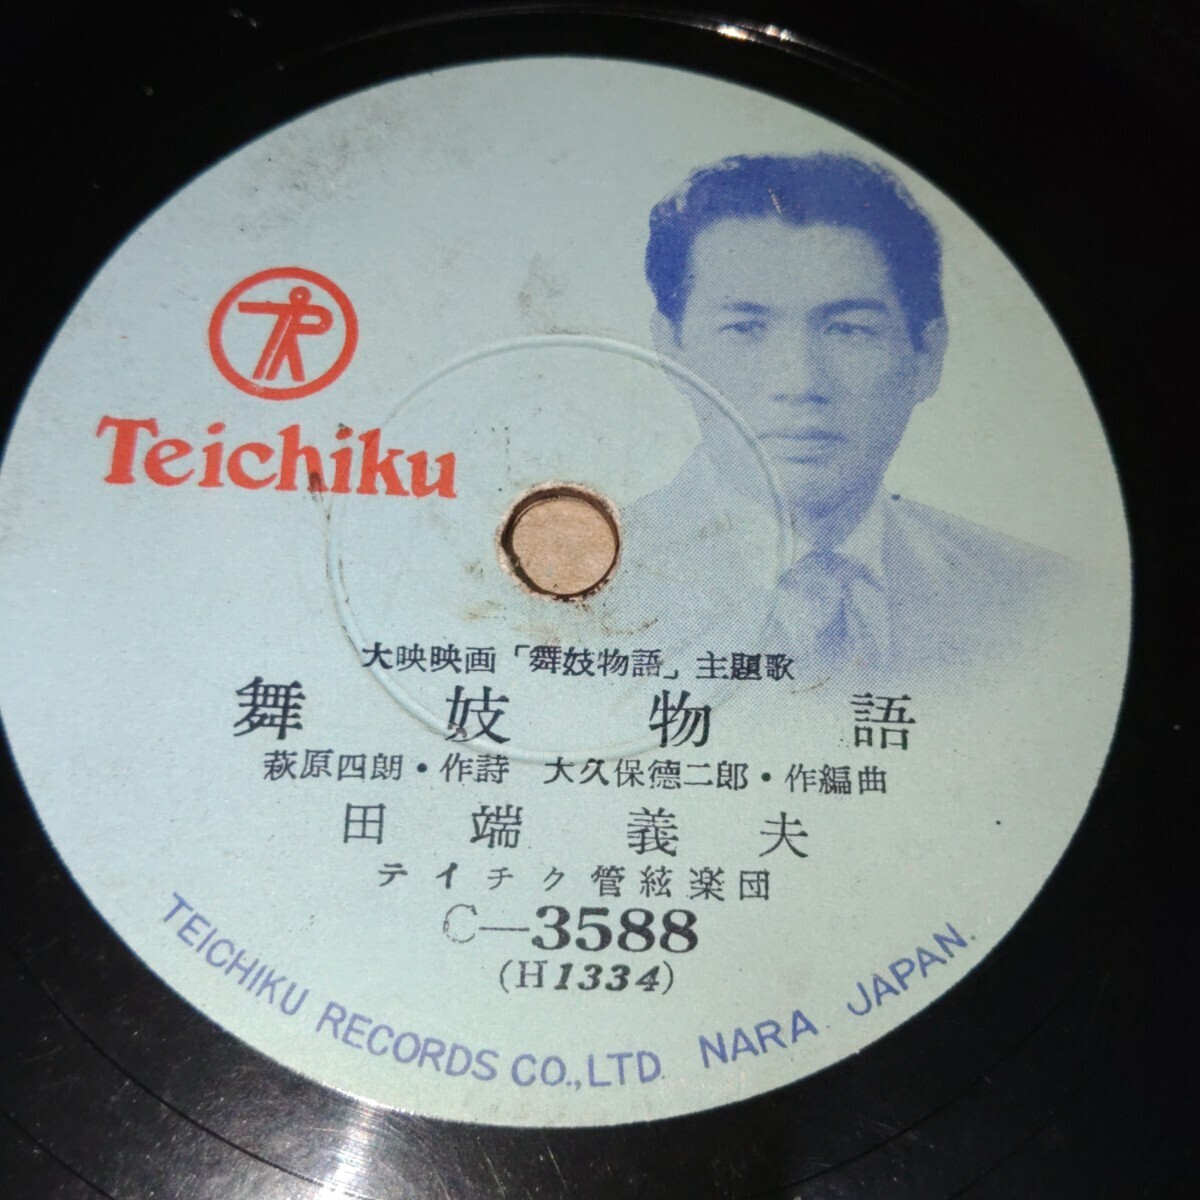 Teichiku
大映映画「舞妓物語」主題歌
舞妓物語
萩原四朗・作詩 大久保徳二郎・作編曲
田端義夫
テイチク管絃楽団
C—3588
(H1334)
TEICHIKU RECORDS CO.,LTD. NARA. JAPAN.